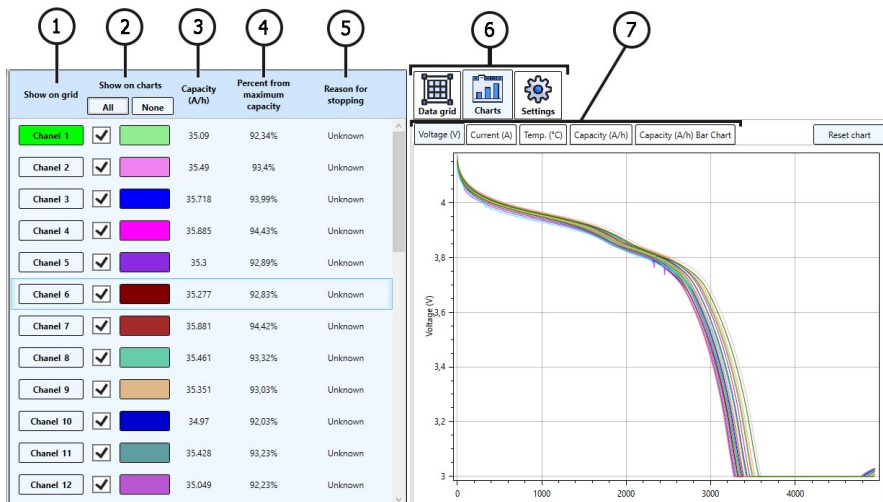 1 2 3 4 5 6 7
Show on grid
Show on charts
All None
Capacity
(A/h)
Percent from
maximum
capacity
Reason for
stopping
Chanel 1 35.09 92,34% Unknown
Chanel 2 35.49 93,4% Unknown
Chanel 3 35.718 93,99% Unknown
Chanel 4 35.885 94,43% Unknown
Chanel 5 35.3 92,89% Unknown
Chanel 6 35.277 92,83% Unknown
Chanel 7 35.881 94,42% Unknown
Chanel 8 35.461 93,32% Unknown
Chanel 9 35.351 93,03% Unknown
Chanel 10 34.97 92,03% Unknown
Chanel 11 35.428 93,23% Unknown
Chanel 12 35.049 92,23% Unknown
Data grid Charts Settings
Voltage (V) Current (A) Temp. (°C) Capacity (A/h) Capacity (A/h) Bar Chart Reset chart
Voltage (V)
4
3,8
3,6
3,4
3,2
3
0 1000 2000 3000 4000